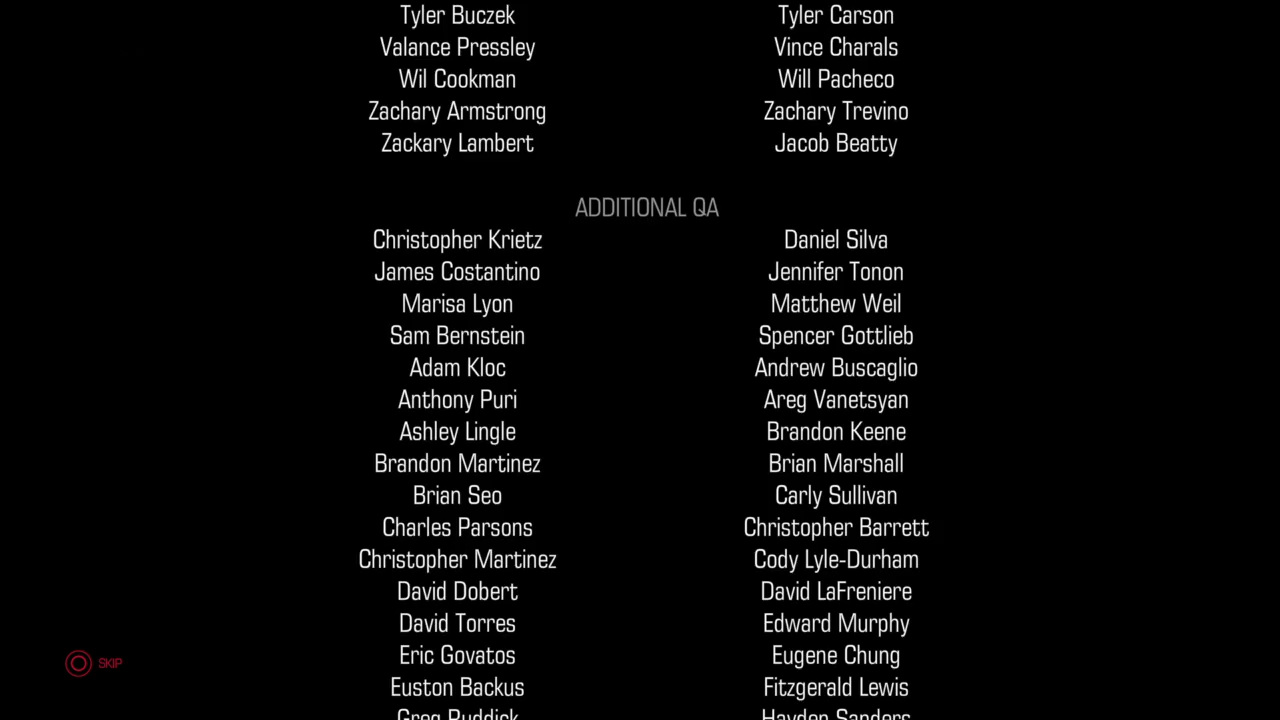 Tyler Buczek Tyler Carson
Valance Pressley Vince Charals
Wil Cookman Will Pacheco
Zachary Armstrong Zachary Trevino
Zackary Lambert Jacob Beatty
ADDITIONAL QA
Christopher Krietz Daniel Silva
James Costantino Jennifer Tonon
Marisa Lyon Matthew Weil
Sam Bernstein Spencer Gottlieb
Adam Kloc Andrew Buscaglio
Anthony Puri Areg Vanetsyan
Ashley Lingle Brandon Keene
Brandon Martinez Brian Marshall
Brian Seo Carly Sullivan
Charles Parsons Christopher Barrett
Christopher Martinez Cody Lyle-Durham
David Dobert David LaFreniere
David Torres Edward Murphy
Eric Govatos Eugene Chung
SKIP
Euston Backus Fitzgerald Lewis
Greg Hayden Sanders